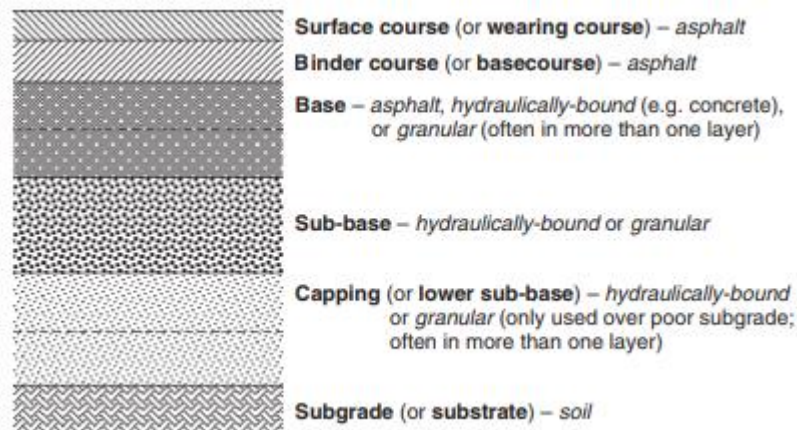 Surface course (or wearing course) – asphalt
Binder course (or basecourse) – asphalt
Base – asphalt, hydraulically-bound (e.g. concrete),
or granular (often in more than one layer)
Sub-base – hydraulically-bound or granular
Capping (or lower sub-base) – hydraulically-bound
or granular (only used over poor subgrade;
often in more than one layer)
Subgrade (or substrate) – soil